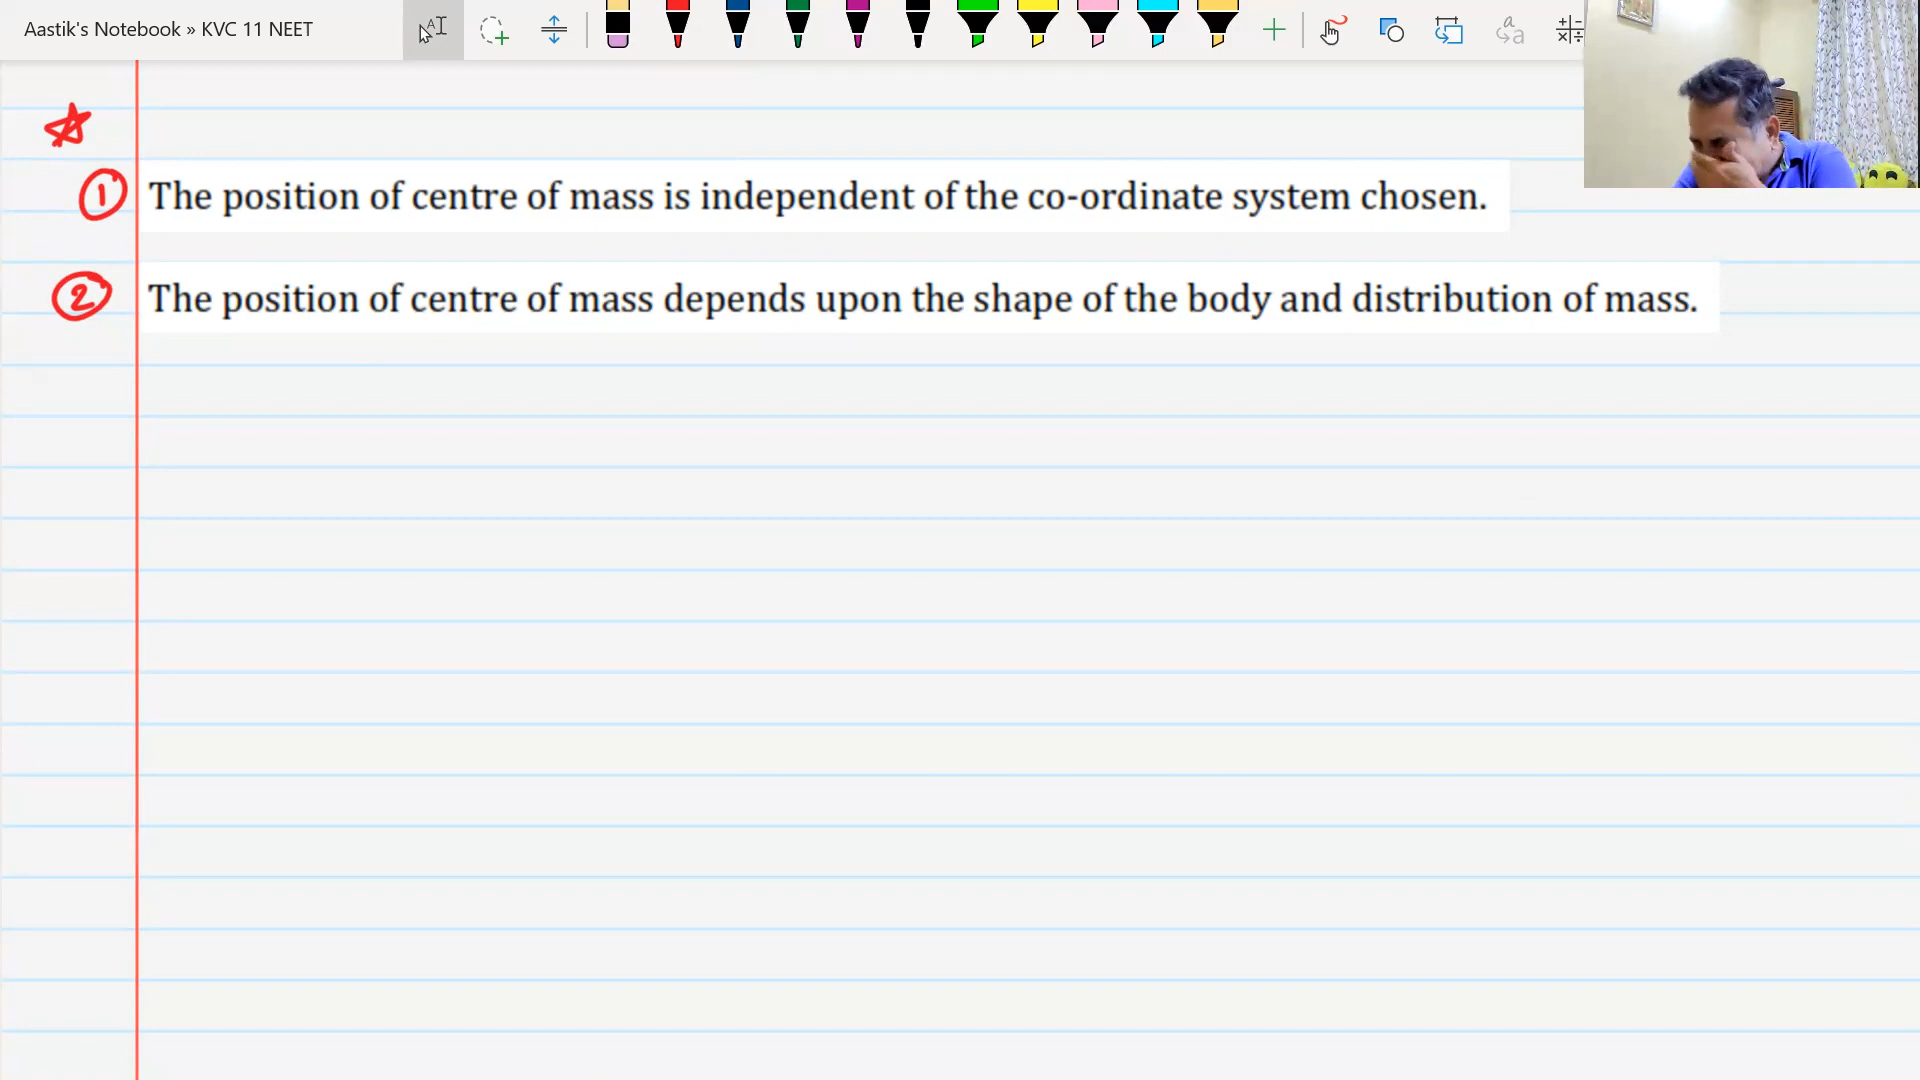 Aastik's Notebook » KVC 11 NEET
1 The position of centre of mass is independent of the co-ordinate system chosen.
2 The position of centre of mass depends upon the shape of the body and distribution of mass.